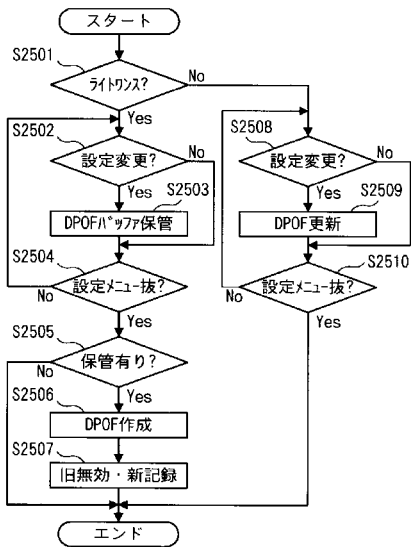 スタート
S2501
ライトワンス?
No
Yes
S2502
設定変更?
No
Yes
S2503
DPOFバッファ保管
S2504
設定メニュー抜?
No
Yes
S2505
保管有り?
No
Yes
S2506
DPOF作成
S2507
旧無効・新記録
S2508
設定変更?
No
Yes
S2509
DPOF更新
S2510
設定メニュー抜?
No
Yes
エンド